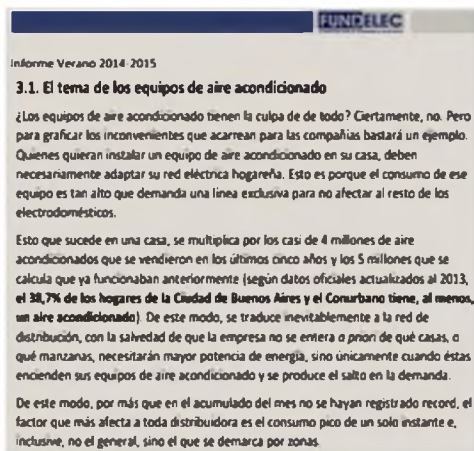 FUNDELEC
Informe Verano 2014-2015
3.1. El tema de los equipos de aire acondicionado
¿Los equipos de aire acondicionado tienen la culpa de de todo? Ciertamente, no. Pero
para graficar los inconvenientes que acarrean para las compañias bastará un ejemplo.
Quienes quieran instalar un equipo de aire acondicionado en su casa, deben
necesariamente adaptar su red eléctrica hogareña. Esto es porque el consumo de ese
equipo es tan alto que demanda una linea exclusiva para no afectar al resto de los
electrodomésticos.
Esto que sucede en una casa, se multiplica por los casi de 4 millones de aire
acondicionados que se vendieron en los últimos cinco años y los 5 millones que se
calcula que ya funcionaban anteriormente (según datos oficiales actualizados al 2013,
el 38,7% de los hogares de la Ciudad de Buenos Aires y el Conurbano tiene, al menos,
un aire acondicionado). De este modo, se traduce inevitablemente a la red de
distribución, con la salvedad de que la empresa no se entera a priori de qué casas, o
qué manzanas, necesitarán mayor potencia de energía, sino únicamente cuando éstas
encienden sus equipos de aire acondicionado y se produce el salto en la demanda.
De este modo, por más que en el acumulado del mes no se hayan registrado record, el
factor que más afecta a toda distribuidora es el consumo pico de un solo instante e,
inclusive, no el general, sino el que se demarca por zonas.